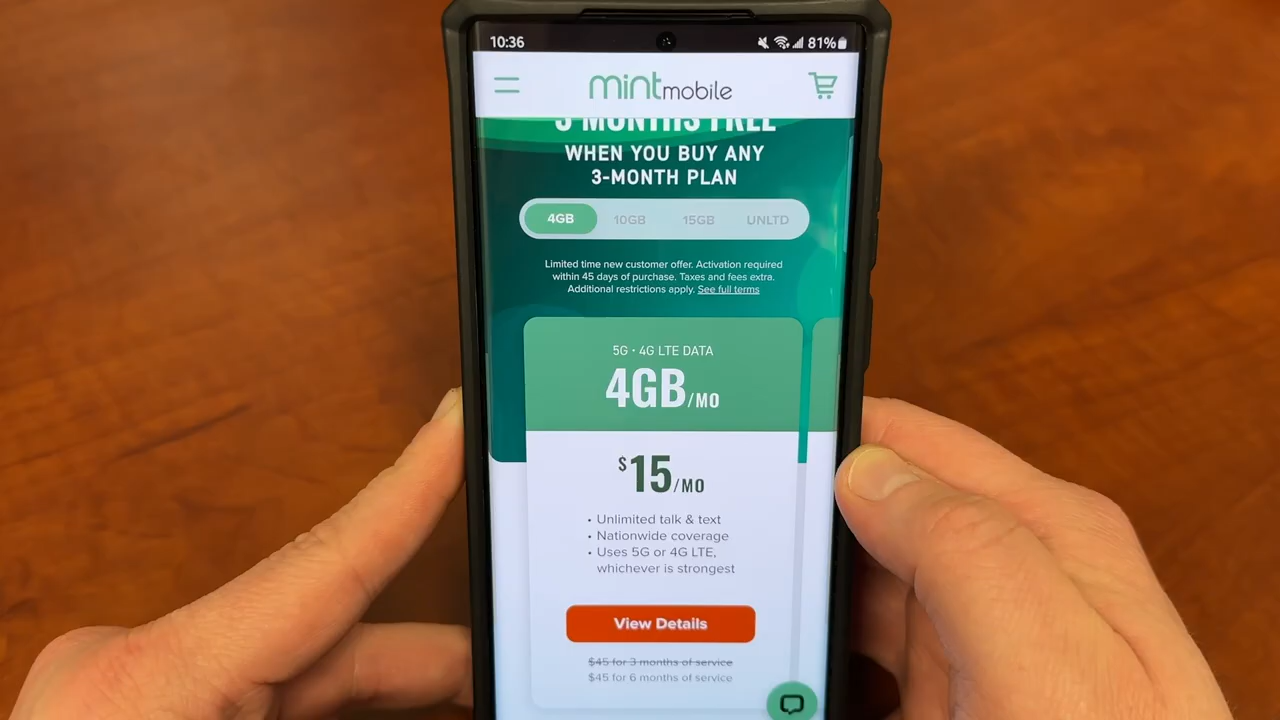 10:36
81%
mintmobile
3 MONTHS FREE
WHEN YOU BUY ANY
3-MONTH PLAN
4GB 10GB 15GB UNLTD
Limited time new customer offer. Activation required
within 45 days of purchase. Taxes and fees extra.
Additional restrictions apply. See full terms
5G · 4G LTE DATA
4GB/MO
$15/MO
• Unlimited talk & text
• Nationwide coverage
• Uses 5G or 4G LTE,
whichever is strongest
View Details
$45 for 3 months of service
$45 for 6 months of service